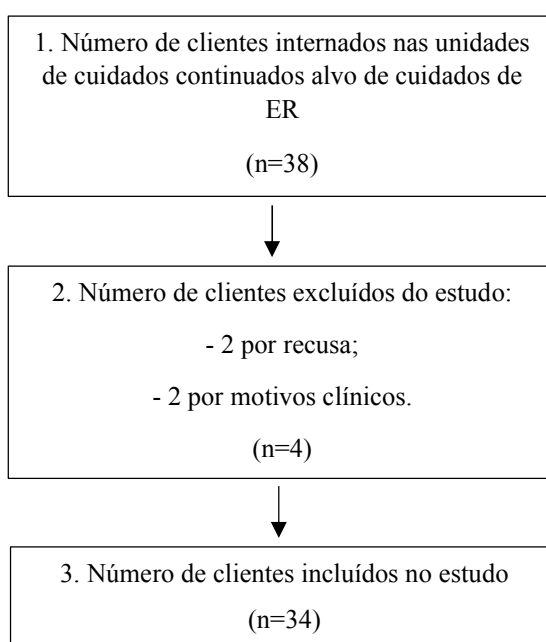 1. Número de clientes internados nas unidades
de cuidados continuados alvo de cuidados de
ER
(n=38)
2. Número de clientes excluídos do estudo:
- 2 por recusa;
- 2 por motivos clínicos.
(n=4)
3. Número de clientes incluídos no estudo
(n=34)